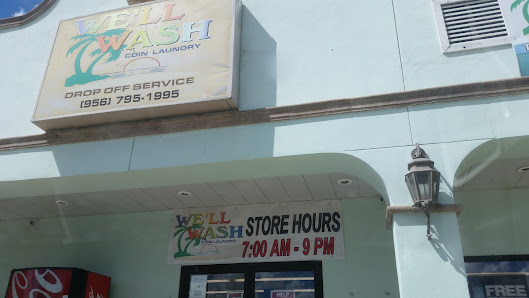 WE'LL
WASH
COIN LAUNDRY
DROP OFF SERVICE
(956) 795-1995
WE'LL
WASH
COIN LAUNDRY
STORE HOURS
7:00 AM - 9 PM
HELP
FREE